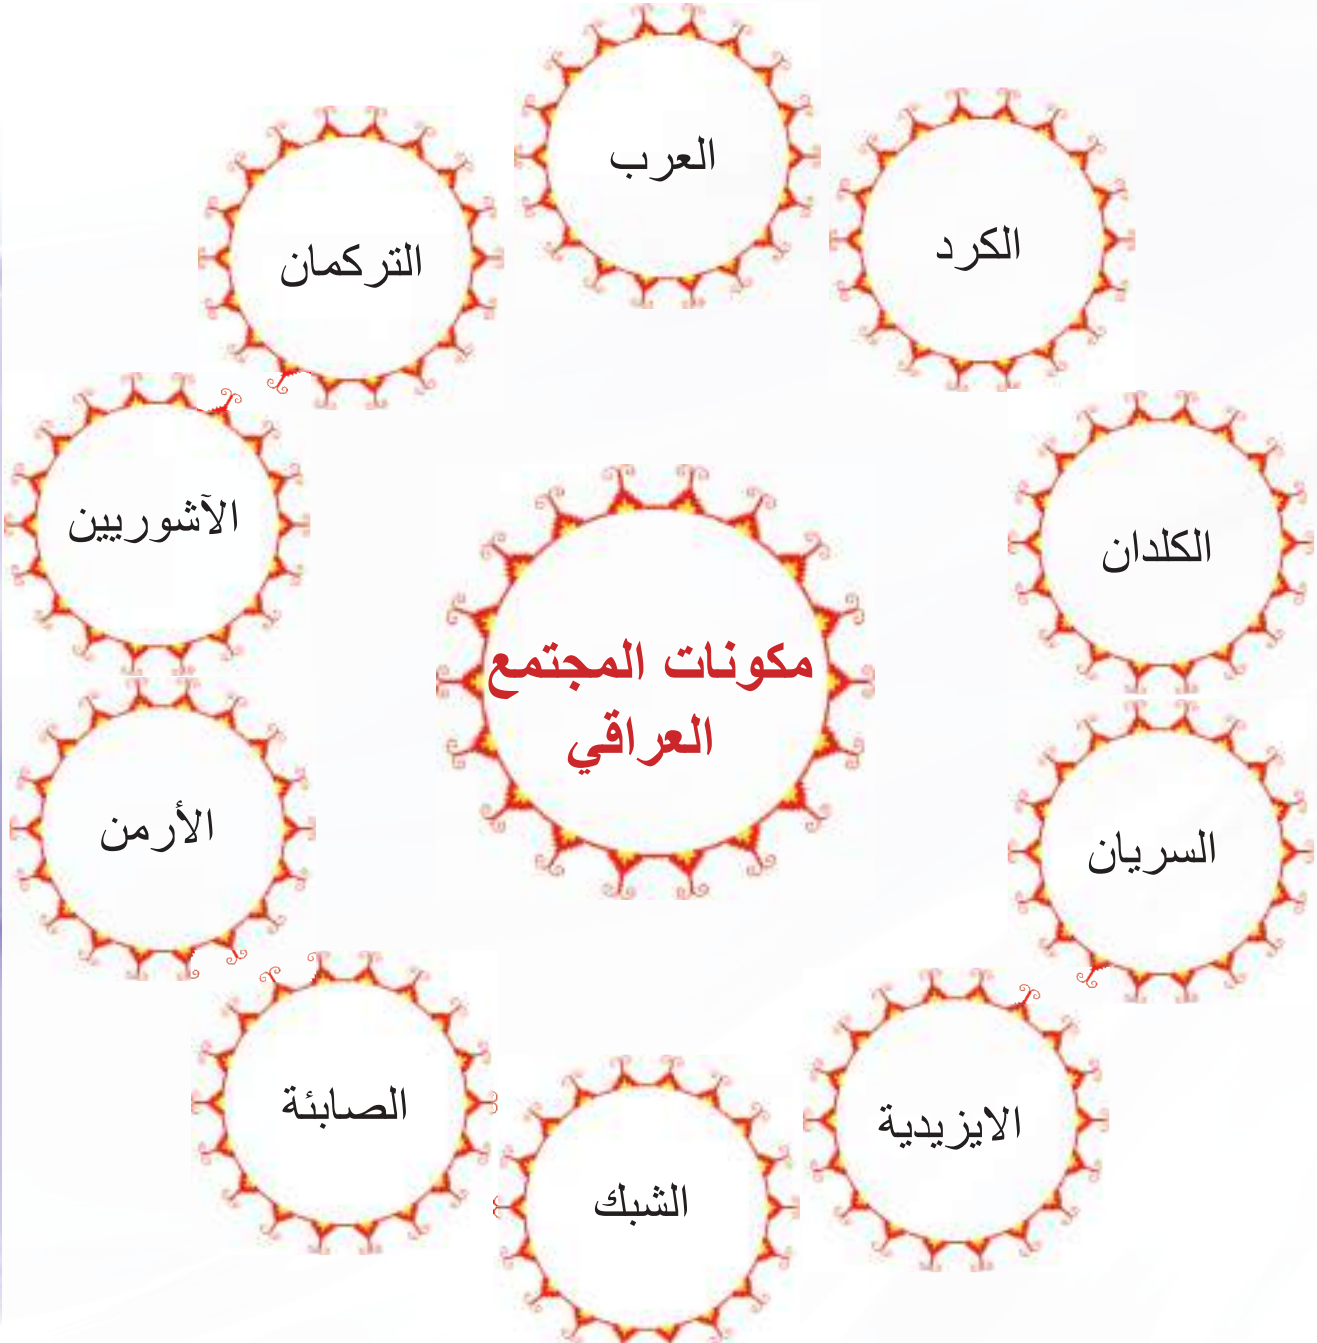 العرب
الكرد
التركمان
الكلدان
الآشوريين
مكونات المجتمع
العراقي
السريان
الأرمن
الايزيدية
الصابئة
الشبك